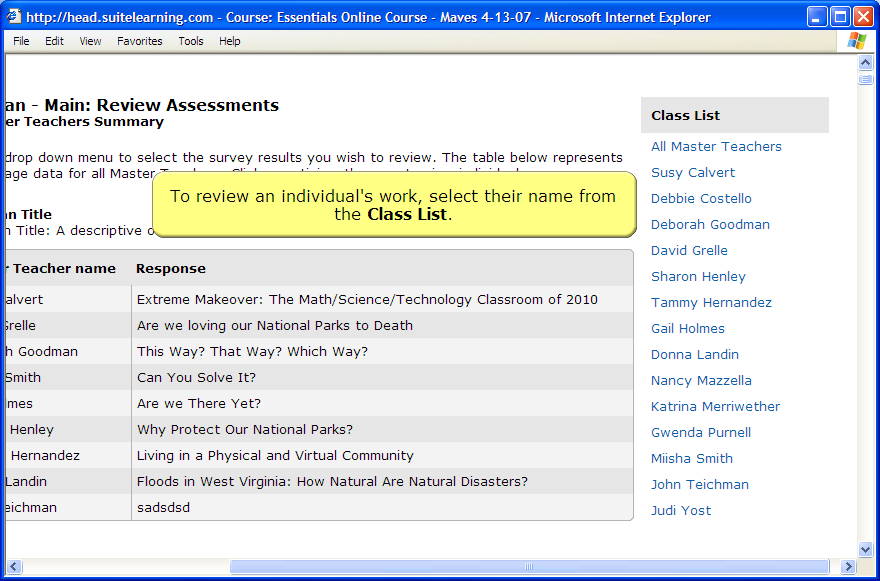 http://head.suitelearning.com - Course: Essentials Online Course - Maves 4-13-07 - Microsoft Internet Explorer
File Edit View Favorites Tools Help
an - Main: Review Assessments
er Teachers Summary
drop down menu to select the survey results you wish to review. The table below represents
age data for all Master
To review an individual's work, select their name from
the Class List.
n Title
n Title: A descriptive
r Teacher name Response
alvert Extreme Makeover: The Math/Science/Technology Classroom of 2010
Grelle Are we loving our National Parks to Death
h Goodman This Way? That Way? Which Way?
Smith Can You Solve It?
mes Are we There Yet?
Henley Why Protect Our National Parks?
Hernandez Living in a Physical and Virtual Community
Landin Floods in West Virginia: How Natural Are Natural Disasters?
eichman sadsdsd
Class List
All Master Teachers
Susy Calvert
Debbie Costello
Deborah Goodman
David Grelle
Sharon Henley
Tammy Hernandez
Gail Holmes
Donna Landin
Nancy Mazzella
Katrina Merriwether
Gwenda Purnell
Miisha Smith
John Teichman
Judi Yost